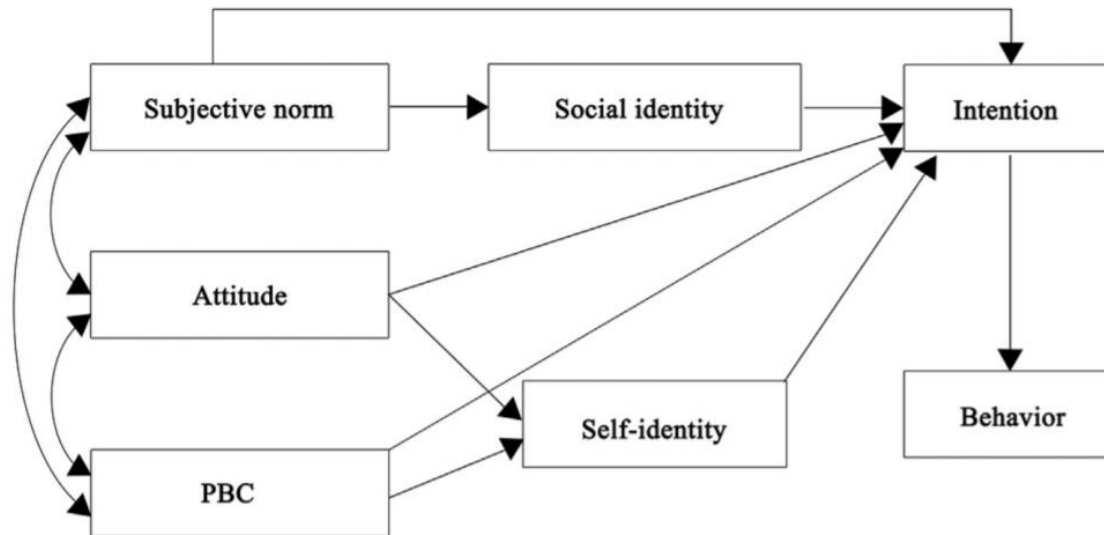 Subjective norm
Social identity
Intention
Attitude
Self-identity
Behavior
PBC